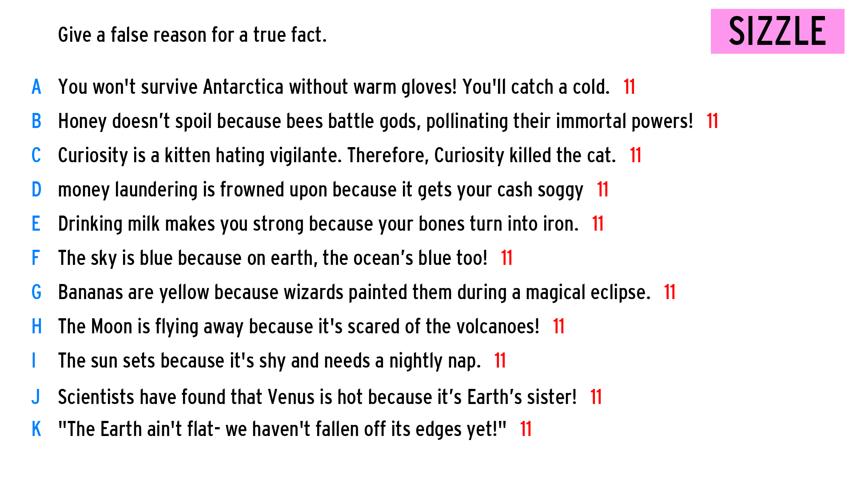 Give a false reason for a true fact.
SIZZLE
A You won't survive Antarctica without warm gloves! You'll catch a cold. 11
B Honey doesn’t spoil because bees battle gods, pollinating their immortal powers! 11
C Curiosity is a kitten hating vigilante. Therefore, Curiosity killed the cat. 11
D money laundering is frowned upon because it gets your cash soggy 11
E Drinking milk makes you strong because your bones turn into iron. 11
F The sky is blue because on earth, the ocean’s blue too! 11
G Bananas are yellow because wizards painted them during a magical eclipse. 11
H The Moon is flying away because it's scared of the volcanoes! 11
I The sun sets because it's shy and needs a nightly nap. 11
J Scientists have found that Venus is hot because it’s Earth’s sister! 11
K "The Earth ain't flat- we haven't fallen off its edges yet!" 11